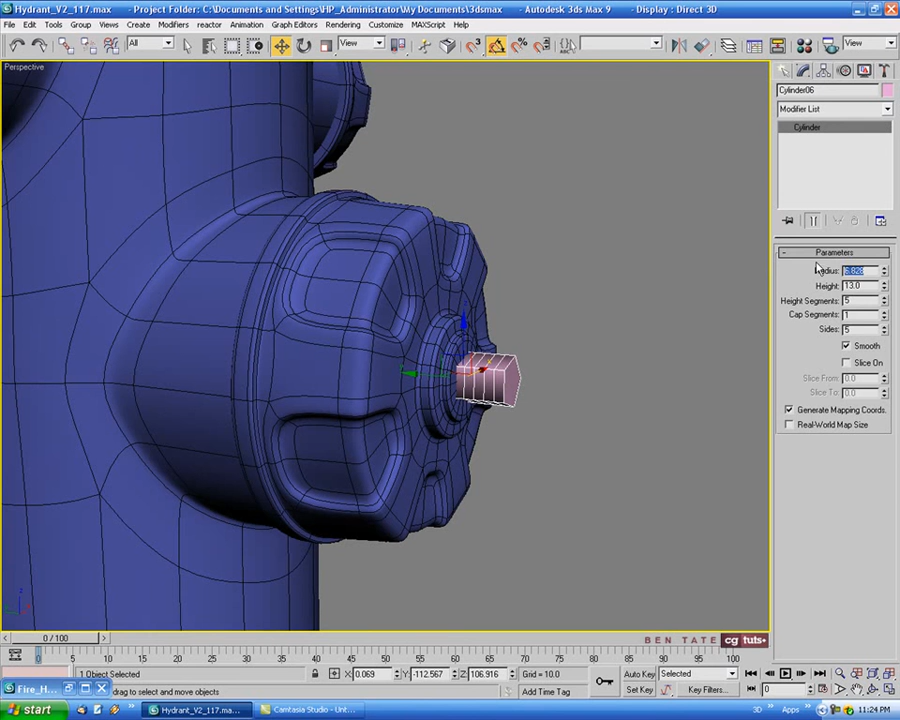 Hydrant_V2_117.max - Project Folder: C:\Documents and Settings\HP_Administrator\My Documents\3dsmax - Autodesk 3ds Max 9 - Display : Direct 3D
File Edit Tools Group Views Create Modifiers reactor Animation Graph Editors Rendering Customize MAXScript Help
All View View
Perspective
Cylinder06
Modifier List
Cylinder
- Parameters
Radius: 6.828
Height: 13.0
Height Segments: 5
Cap Segments: 1
Sides: 5
Smooth
Slice On
Slice From: 0.0
Slice To: 0.0
Generate Mapping Coords.
Real-World Map Size
BEN TATE cg tuts+
0 / 100
0 5 10 15 20 25 30 35 40 45 50 55 60 65 70 75 80 85 90 95 100
1 Object Selected X: 0.069 Y: -112.567 Z: 106.916 Grid = 10.0 Auto Key Selected
Fire_H... drag to select and move objects Add Time Tag Set Key Key Filters... 0
start Hydrant_V2_117.ma... Camtasia Studio - Unt... 3D Apps 11:24 PM